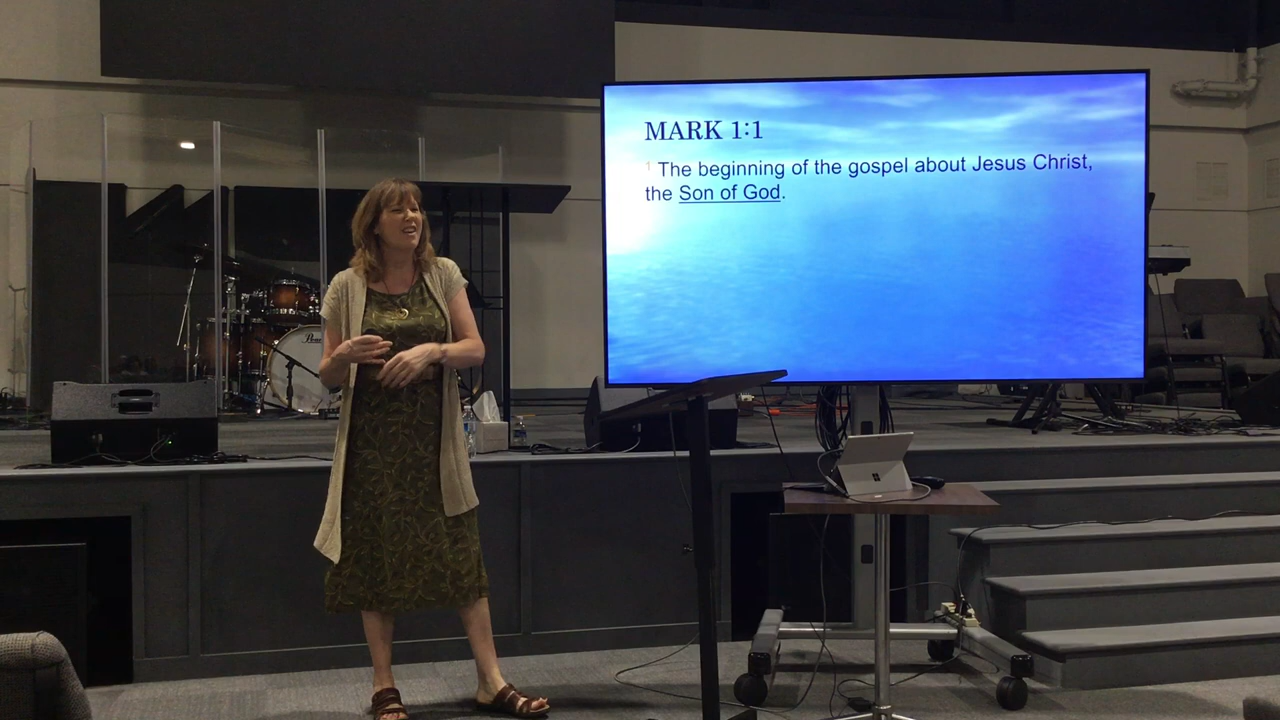 MARK 1:1
1 The beginning of the gospel about Jesus Christ,
the Son of God.